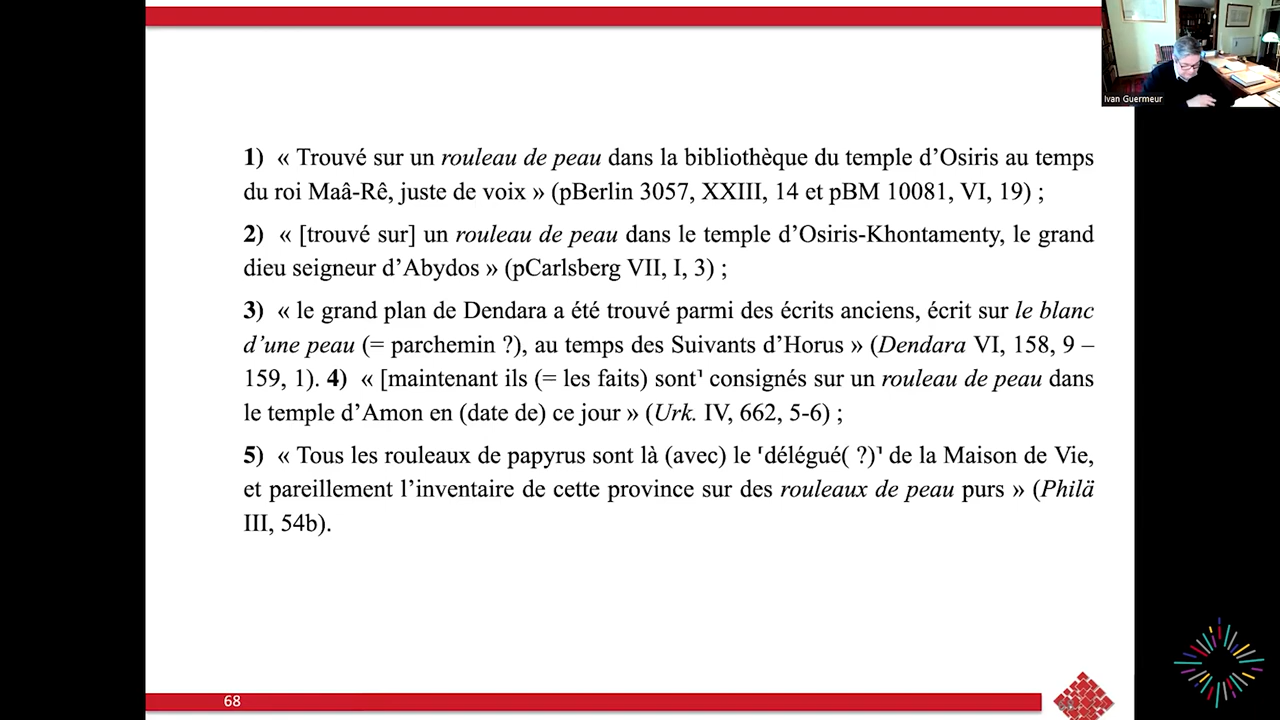 Ivan Guermeur
1) « Trouvé sur un rouleau de peau dans la bibliothèque du temple d’Osiris au temps
du roi Maâ-Rê, juste de voix » (pBerlin 3057, XXIII, 14 et pBM 10081, VI, 19) ;
2) « [trouvé sur] un rouleau de peau dans le temple d’Osiris-Khontamenty, le grand
dieu seigneur d’Abydos » (pCarlsberg VII, I, 3) ;
3) « le grand plan de Dendara a été trouvé parmi des écrits anciens, écrit sur le blanc
d’une peau (= parchemin ?), au temps des Suivants d’Horus » (Dendara VI, 158, 9 –
159, 1). 4) « [maintenant ils (= les faits) sont⸣ consignés sur un rouleau de peau dans
le temple d’Amon en (date de) ce jour » (Urk. IV, 662, 5-6) ;
5) « Tous les rouleaux de papyrus sont là (avec) le ⸢délégué( ?)⸣ de la Maison de Vie,
et pareillement l’inventaire de cette province sur des rouleaux de peau purs » (Philä
III, 54b).
68